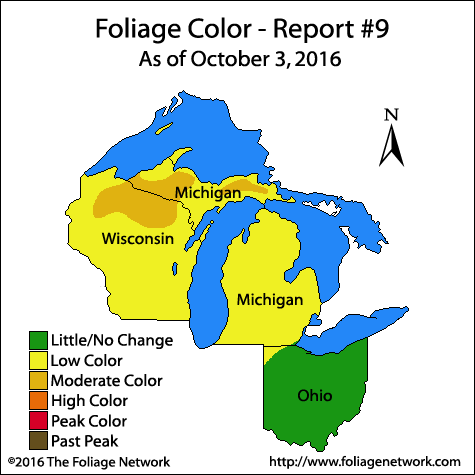 Foliage Color - Report #9
As of October 3, 2016
N
Michigan
Wisconsin
Michigan
Little/No Change
Low Color
Moderate Color
Ohio
High Color
Peak Color
Past Peak
©2016 The Foliage Network
http://www.foliagenetwork.com